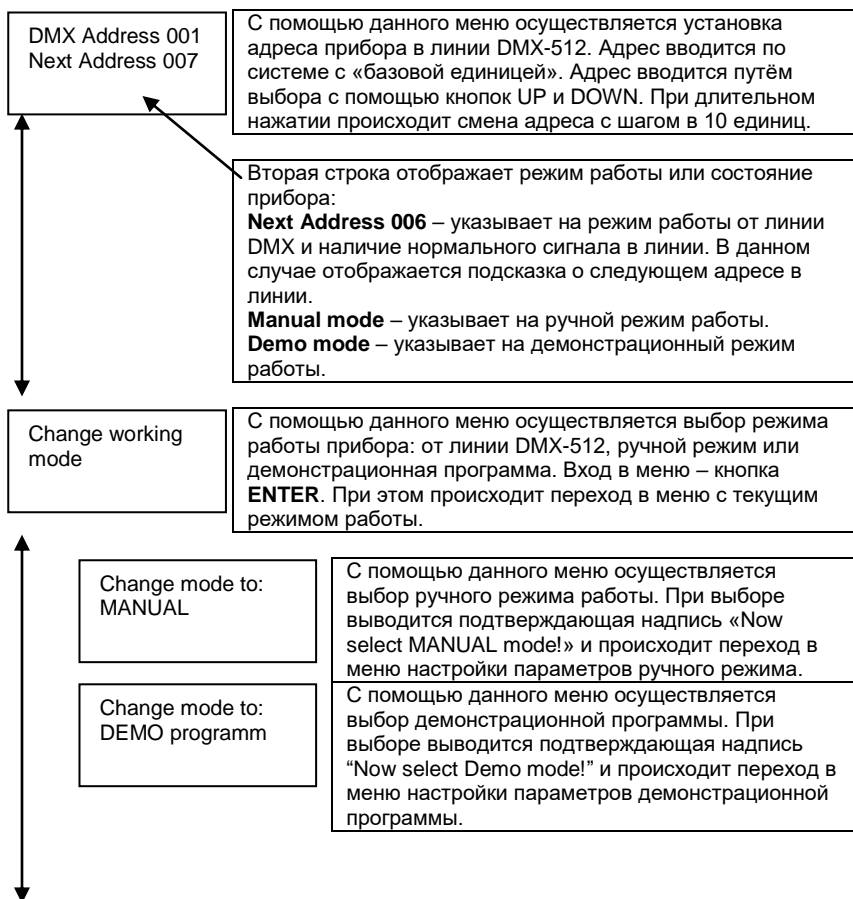 DMX Address 001
Next Address 007
С помощью данного меню осуществляется установка
адреса прибора в линии DMX-512. Адрес вводится по
системе с «базовой единицей». Адрес вводится путём
выбора с помощью кнопок UP и DOWN. При длительном
нажатии происходит смена адреса с шагом в 10 единиц.
Вторая строка отображает режим работы или состояние
прибора:
Next Address 006 – указывает на режим работы от линии
DMX и наличие нормального сигнала в линии. В данном
случае отображается подсказка о следующем адресе в
линии.
Manual mode – указывает на ручной режим работы.
Demo mode – указывает на демонстрационный режим
работы.
Change working
mode
С помощью данного меню осуществляется выбор режима
работы прибора: от линии DMX-512, ручной режим или
демонстрационная программа. Вход в меню – кнопка
ENTER. При этом происходит переход в меню с текущим
режимом работы.
Change mode to:
MANUAL
С помощью данного меню осуществляется
выбор ручного режима работы. При выборе
выводится подтверждающая надпись «Now
select MANUAL mode!» и происходит переход в
меню настройки параметров ручного режима.
Change mode to:
DEMO programm
С помощью данного меню осуществляется
выбор демонстрационной программы. При
выборе выводится подтверждающая надпись
“Now select Demo mode!” и происходит переход в
меню настройки параметров демонстрационной
программы.